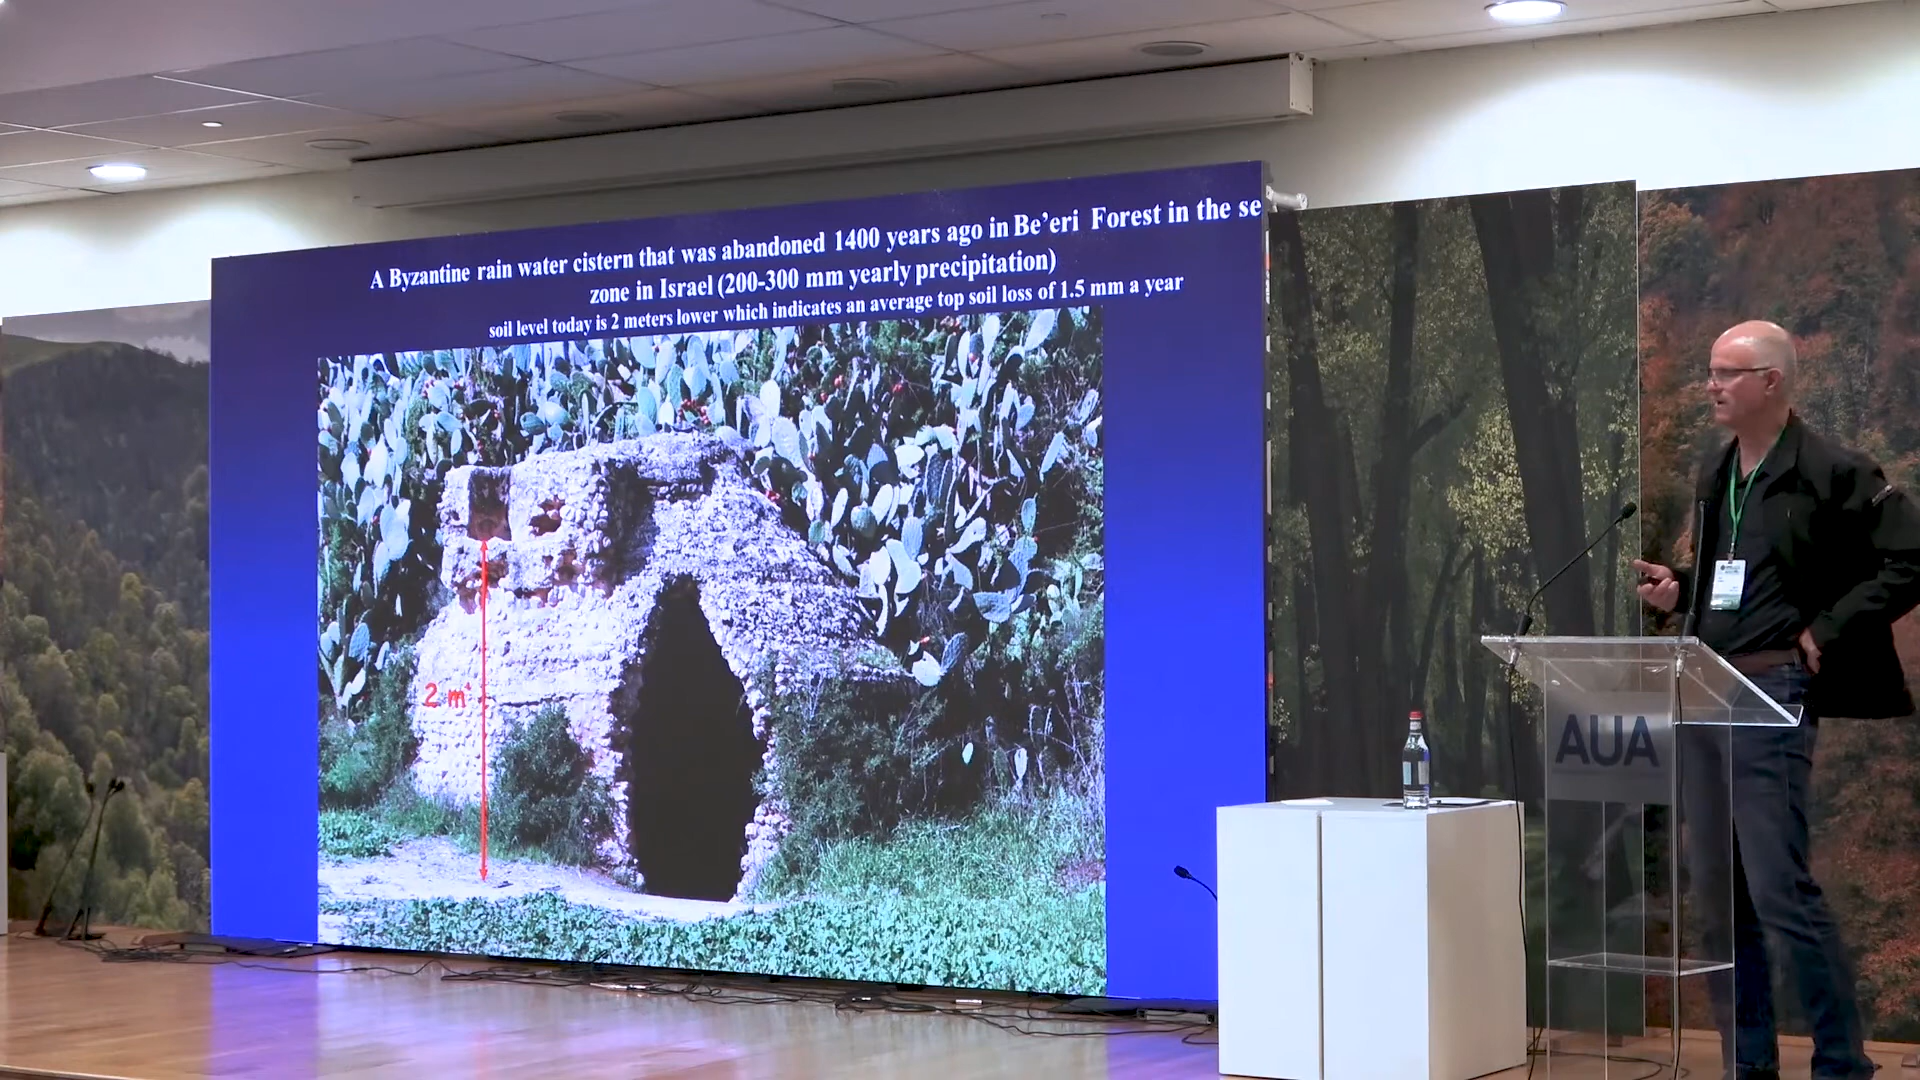 A Byzantine rain water cistern that was abandoned 1400 years ago in Be'eri Forest in the se
zone in Israel (200-300 mm yearly precipitation)
soil level today is 2 meters lower which indicates an average top soil loss of 1.5 mm a year
2 m
AUA